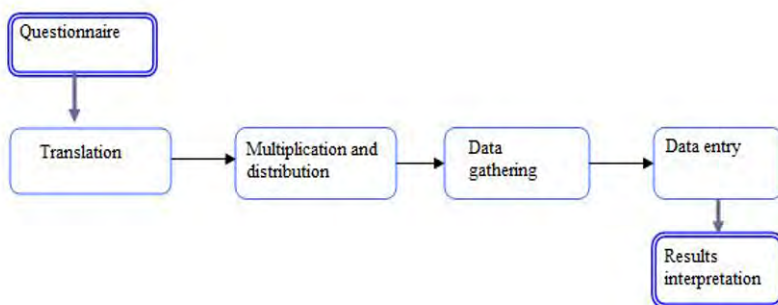 Questionnaire
Translation
Multiplication and
distribution
Data
gathering
Data entry
Results
interpretation